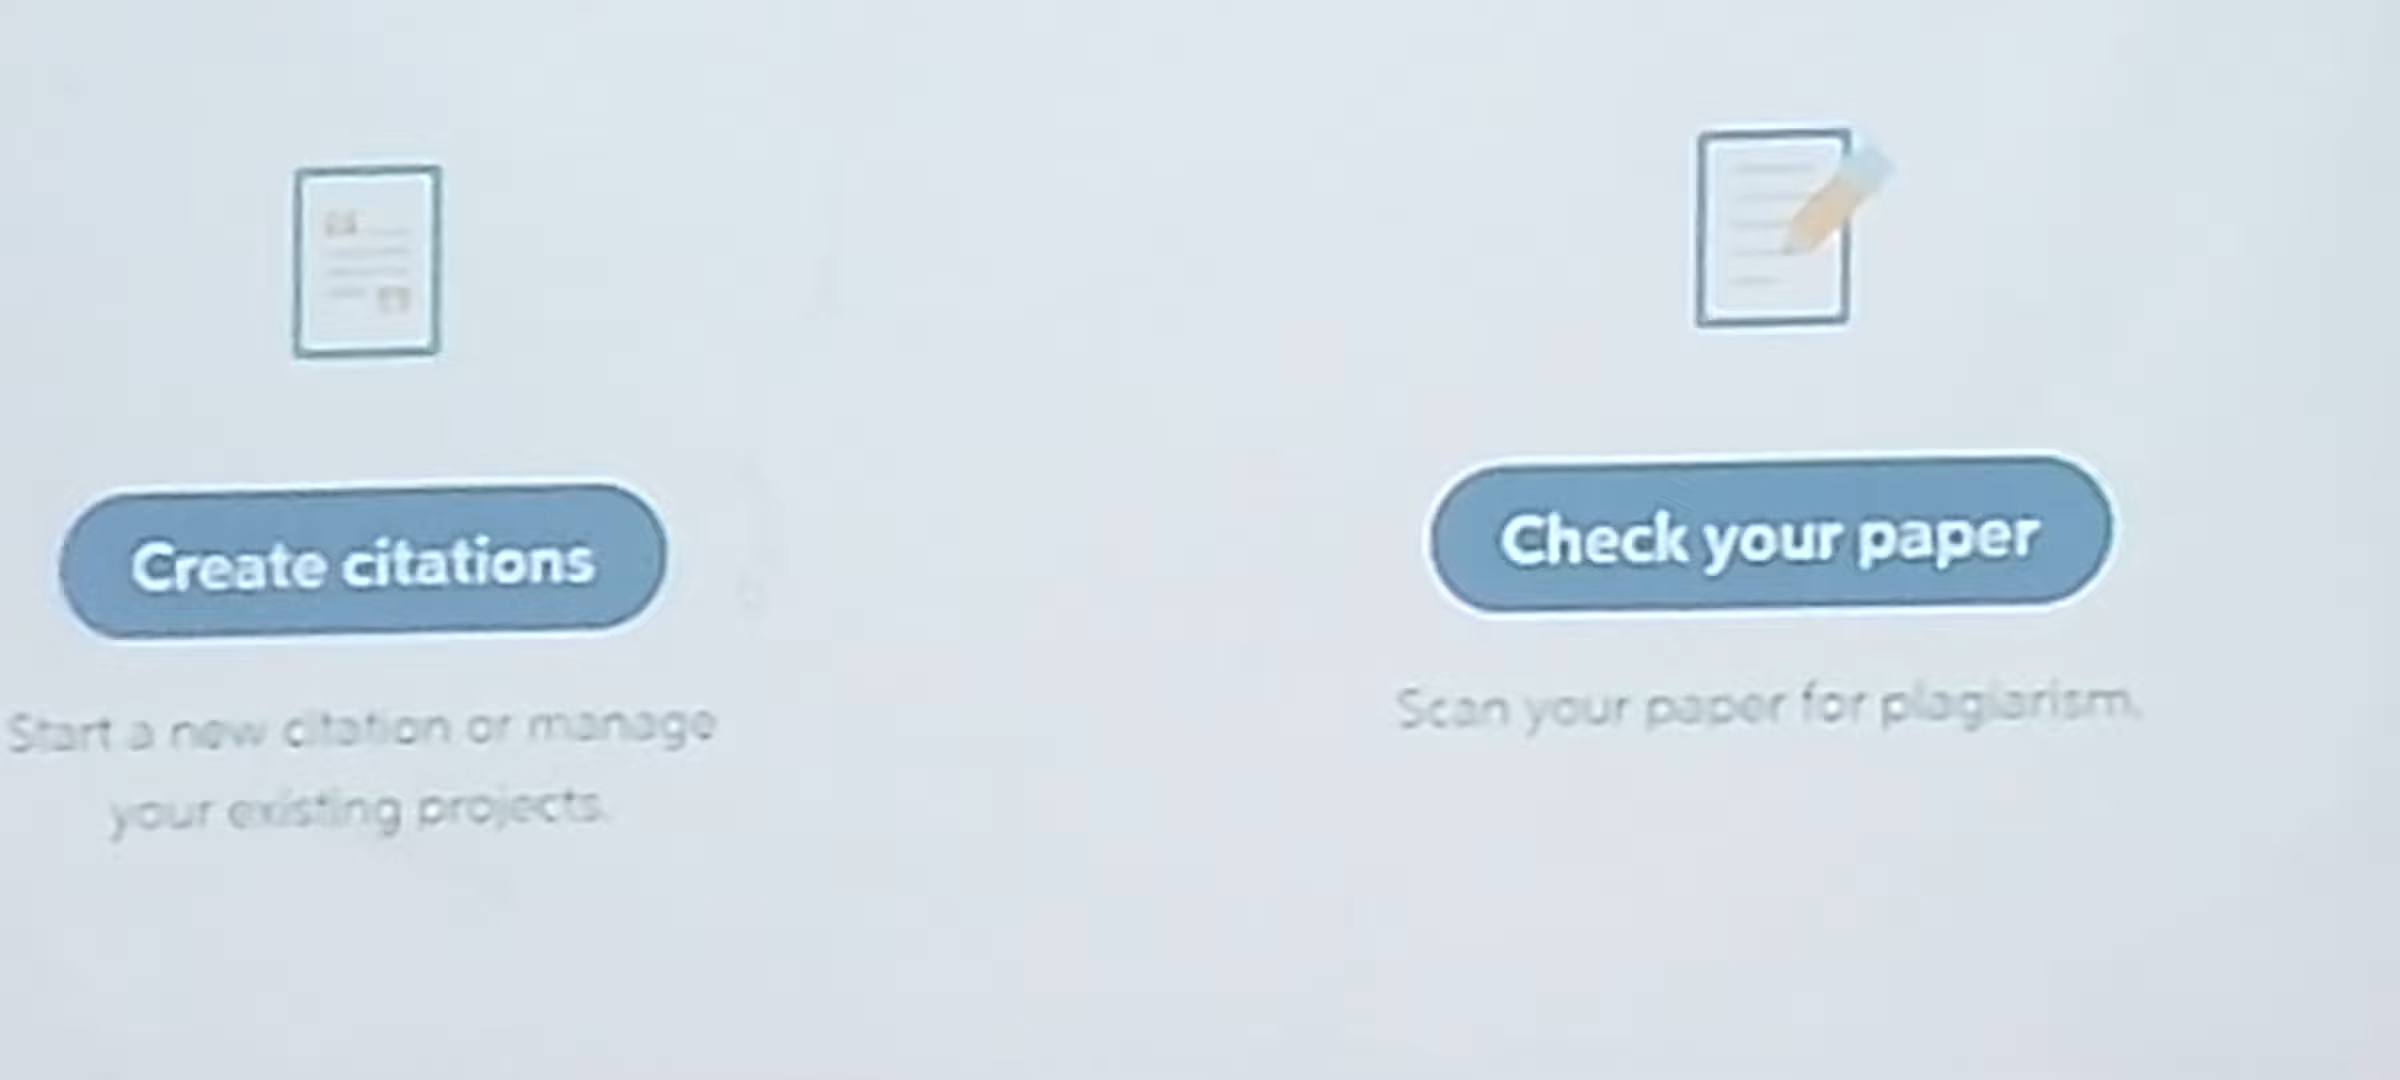 Create citations
Start a new citation or manage
your existing projects.
Check your paper
Scan your paper for plagiarism.